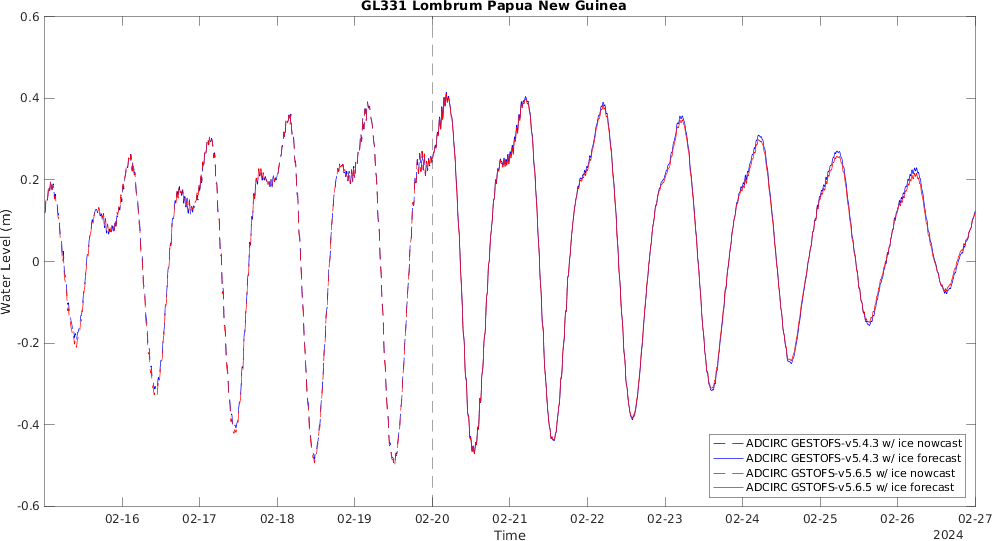 GL331 Lombrum Papua New Guinea
0.6
0.4
0.2
0
-0.2
-0.4
-0.6
Water Level (m)
ADCIRC GESTOFS-v5.4.3 w/ ice nowcast
ADCIRC GESTOFS-v5.4.3 w/ ice forecast
ADCIRC GSTOFS-v5.6.5 w/ ice nowcast
ADCIRC GSTOFS-v5.6.5 w/ ice forecast
02-16 02-17 02-18 02-19 02-20 02-21 02-22 02-23 02-24 02-25 02-26 02-27
Time
2024